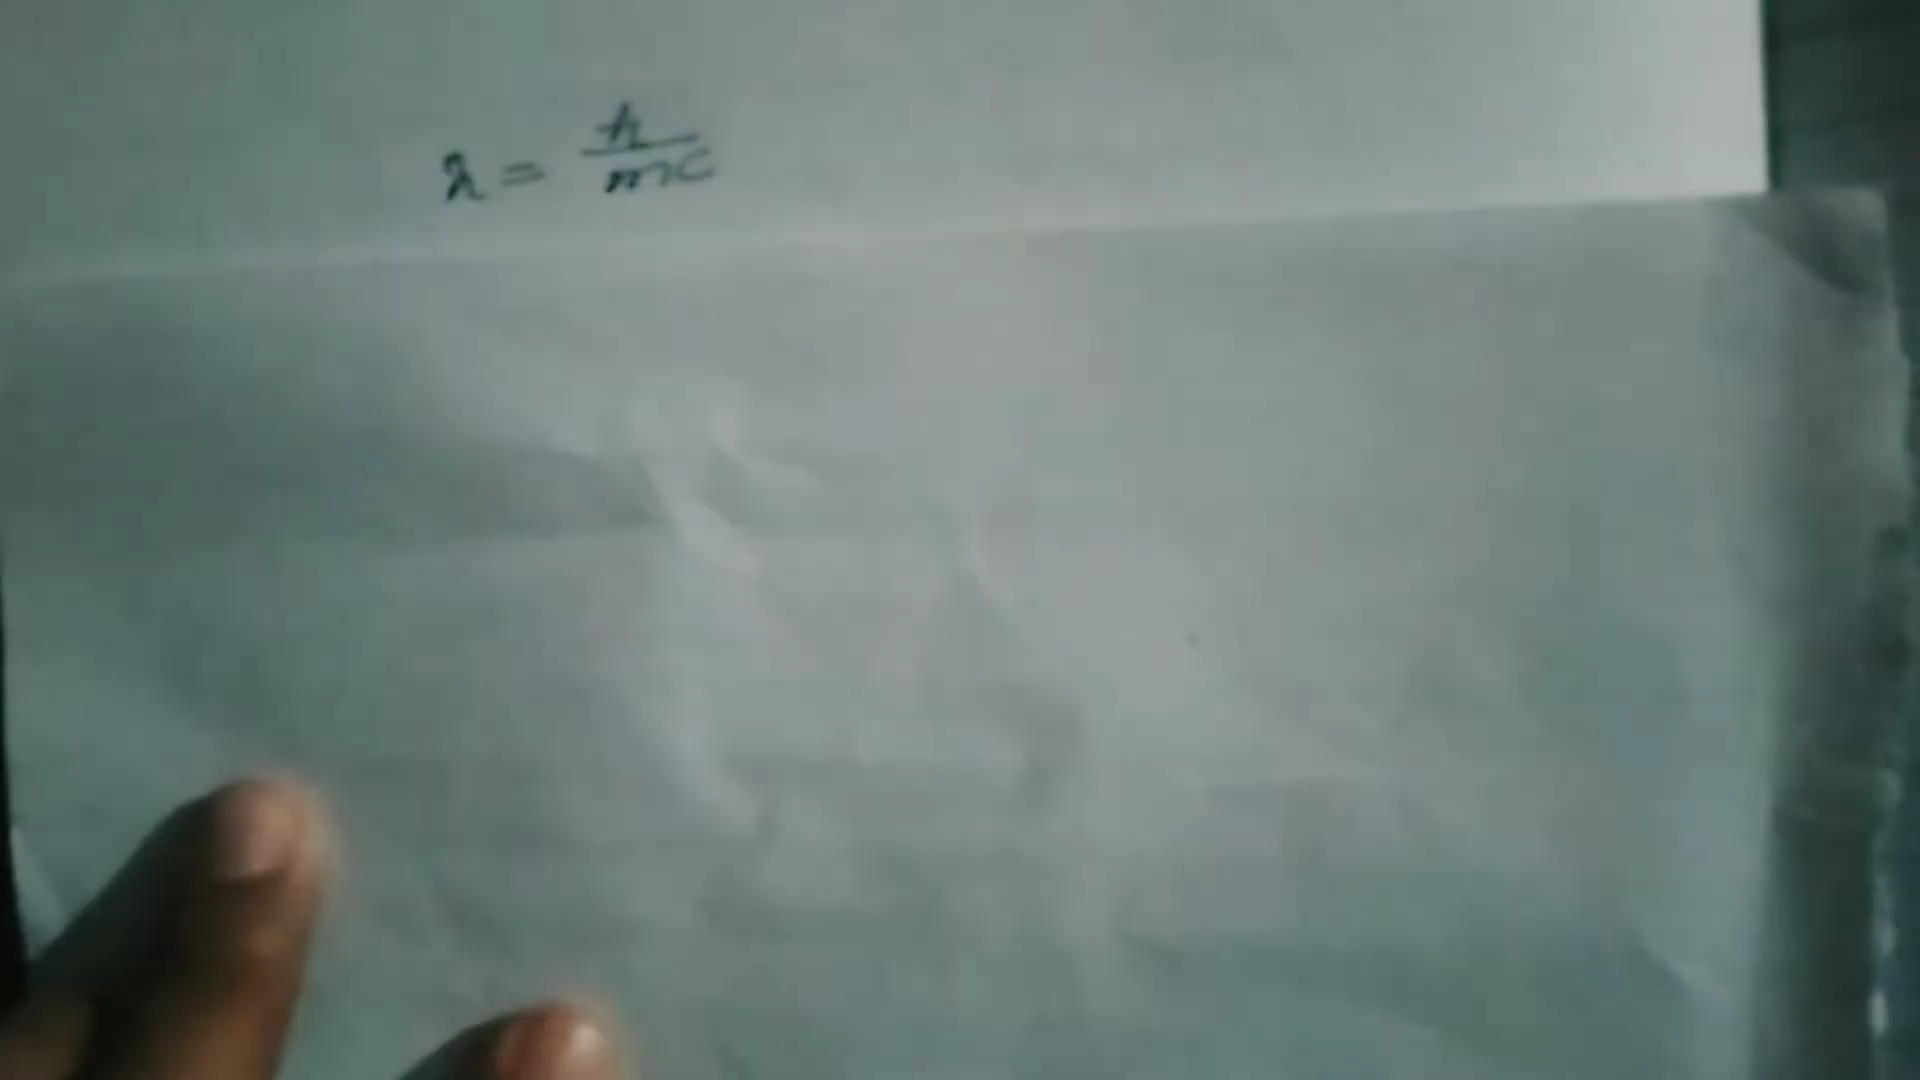 λ = h/mc